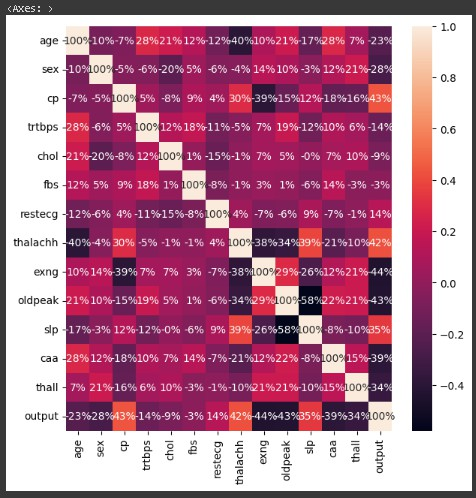 <Axes: >
age 100% -10% -7% 28% 21% 12% -12% -40% 10% 21% -17% 28% 7% -23%
sex -10% 100% -5% -6% -20% 5% -6% -4% 14% 10% -3% 12% 21% -28%
cp -7% -5% 100% 5% -8% 9% 4% 30% -39% -15% 12% -18% -16% 43%
trtbps 28% -6% 5% 100% 12% 18% -11% -5% 7% 19% -12% 10% 6% -14%
chol 21% -20% -8% 12% 100% 1% -15% -1% 7% 5% -0% 7% 10% -9%
fbs 12% 5% 9% 18% 1% 100% -8% -1% 3% 1% -6% 14% -3% -3%
restecg -12% -6% 4% -11% -15% -8% 100% 4% -7% -6% 9% -7% -1% 14%
thalachh -40% -4% 30% -5% -1% -1% 4% 100% -38% -34% 39% -21% -10% 42%
exng 10% 14% -39% 7% 7% 3% -7% -38% 100% 29% -26% 12% 21% -44%
oldpeak 21% 10% -15% 19% 5% 1% -6% -34% 29% 100% -58% 22% 21% -43%
slp -17% -3% 12% -12% -0% -6% 9% 39% -26% -58% 100% -8% -10% 35%
caa 28% 12% -18% 10% 7% 14% -7% -21% 12% 22% -8% 100% 15% -39%
thall 7% 21% -16% 6% 10% -3% -1% -10% 21% 21% -10% 15% 100% -34%
output -23% -28% 43% -14% -9% -3% 14% 42% -44% -43% 35% -39% -34% 100%
age sex cp trtbps chol fbs restecg thalachh exng oldpeak slp caa thall output
1.0
0.8
0.6
0.4
0.2
0.0
−0.2
−0.4